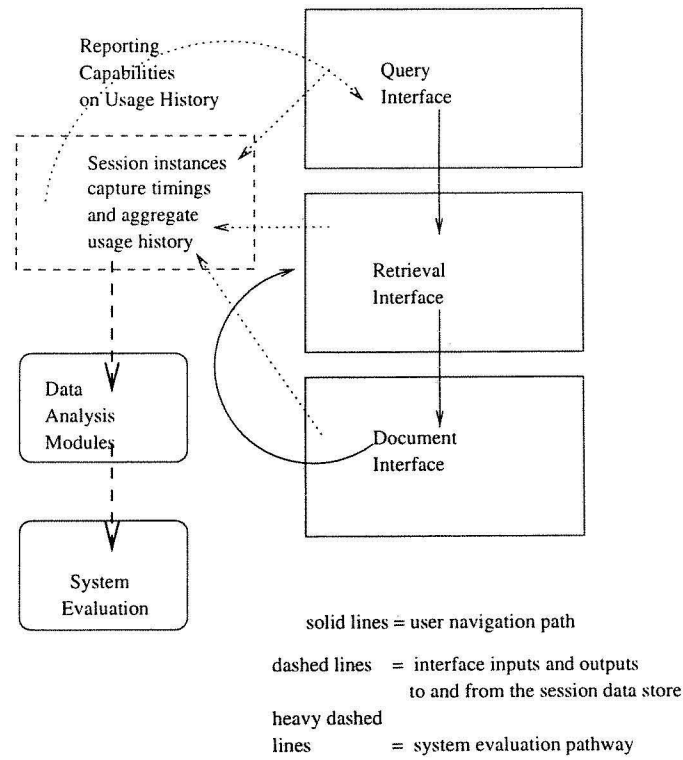 Reporting
Capabilities
on Usage History
Query
Interface
Session instances
capture timings
and aggregate
usage history
Retrieval
Interface
Data
Analysis
Modules
Document
Interface
System
Evaluation
solid lines = user navigation path
dashed lines = interface inputs and outputs
to and from the session data store
heavy dashed
lines = system evaluation pathway